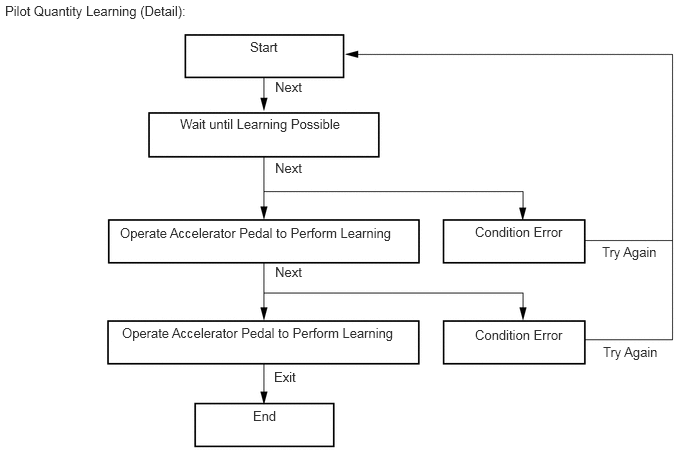 Pilot Quantity Learning (Detail):
Start
Next
Wait until Learning Possible
Next
Operate Accelerator Pedal to Perform Learning
Condition Error
Try Again
Next
Operate Accelerator Pedal to Perform Learning
Condition Error
Try Again
Exit
End